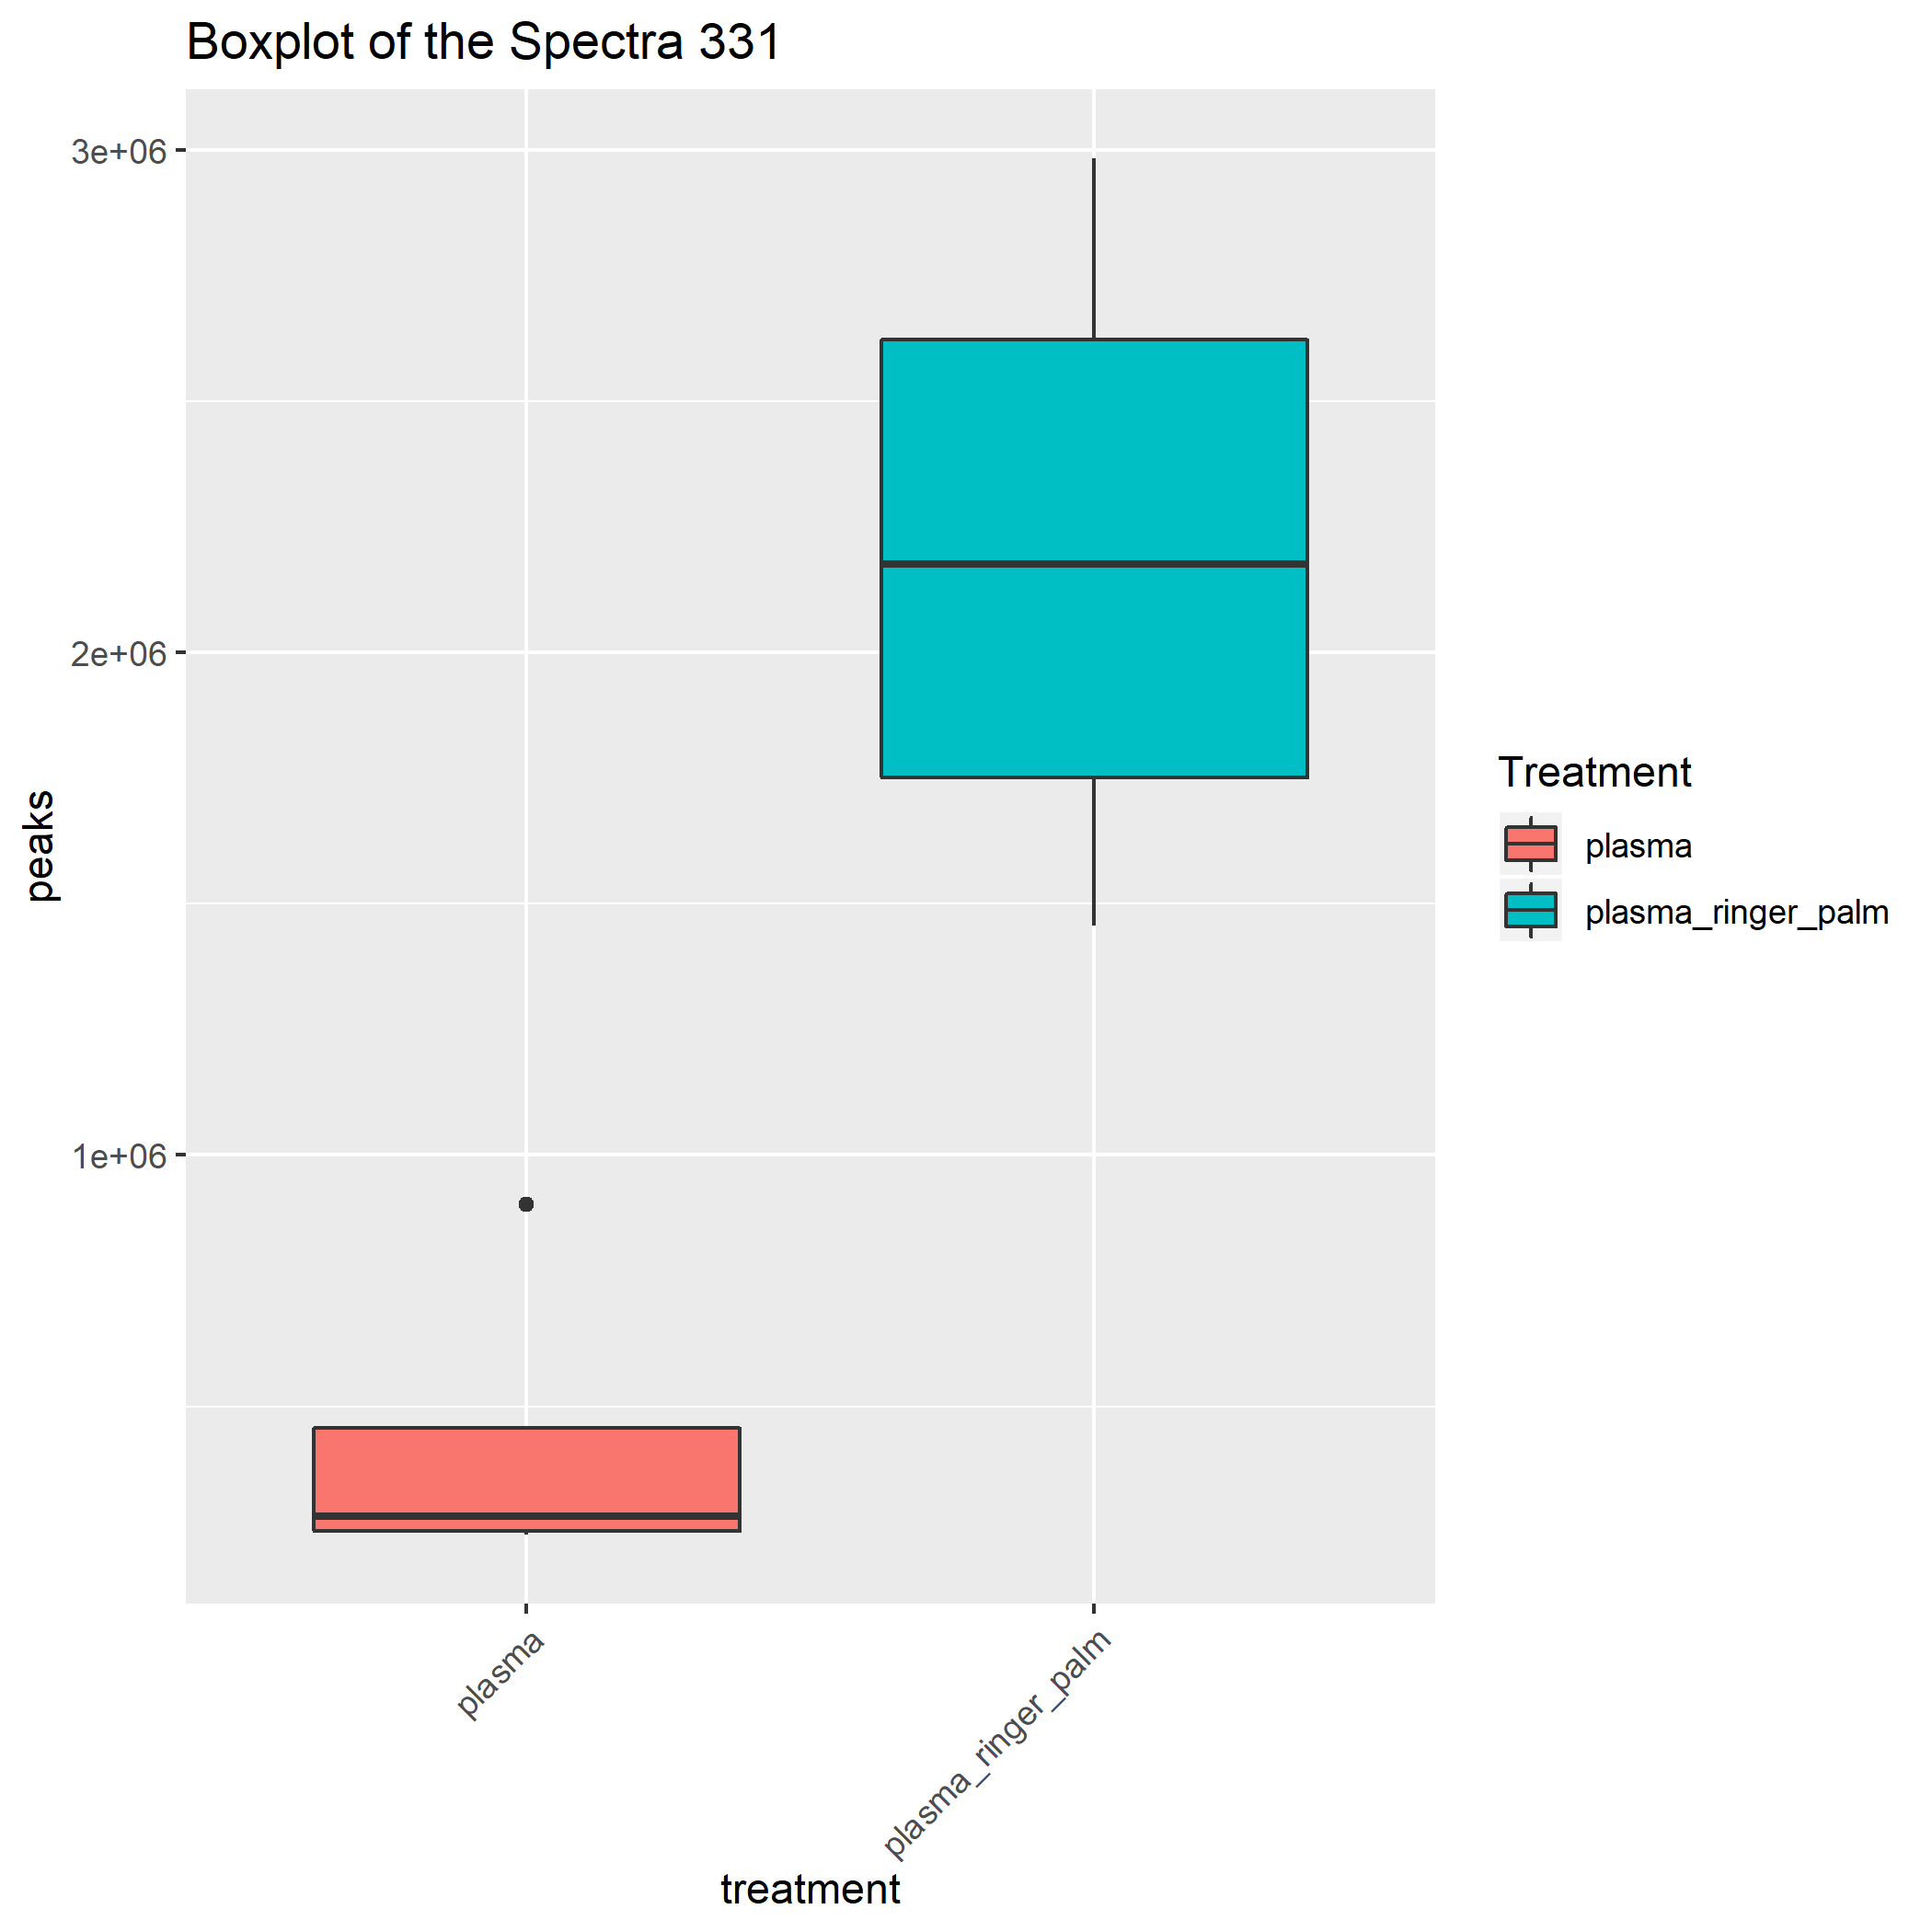 Boxplot of the Spectra 331
3e+06
2e+06
1e+06
peaks
plasma
plasma_ringer_palm
treatment
Treatment
plasma
plasma_ringer_palm